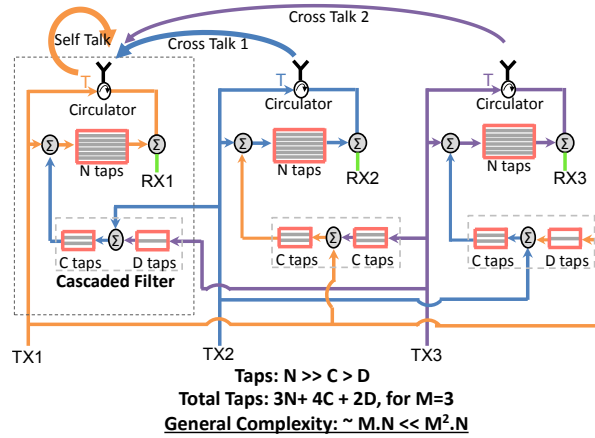 Cross Talk 2
Self Talk
Cross Talk 1
T
T
T
Circulator
Circulator
Circulator
Σ
Σ
Σ
Σ
Σ
Σ
N taps
N taps
N taps
RX1
RX2
RX3
Σ
Σ
Σ
C taps
D taps
C taps
C taps
C taps
D taps
Cascaded Filter
TX1
TX2
TX3
Taps: N >> C > D
Total Taps: 3N+ 4C + 2D, for M=3
General Complexity: ~ M.N << M².N